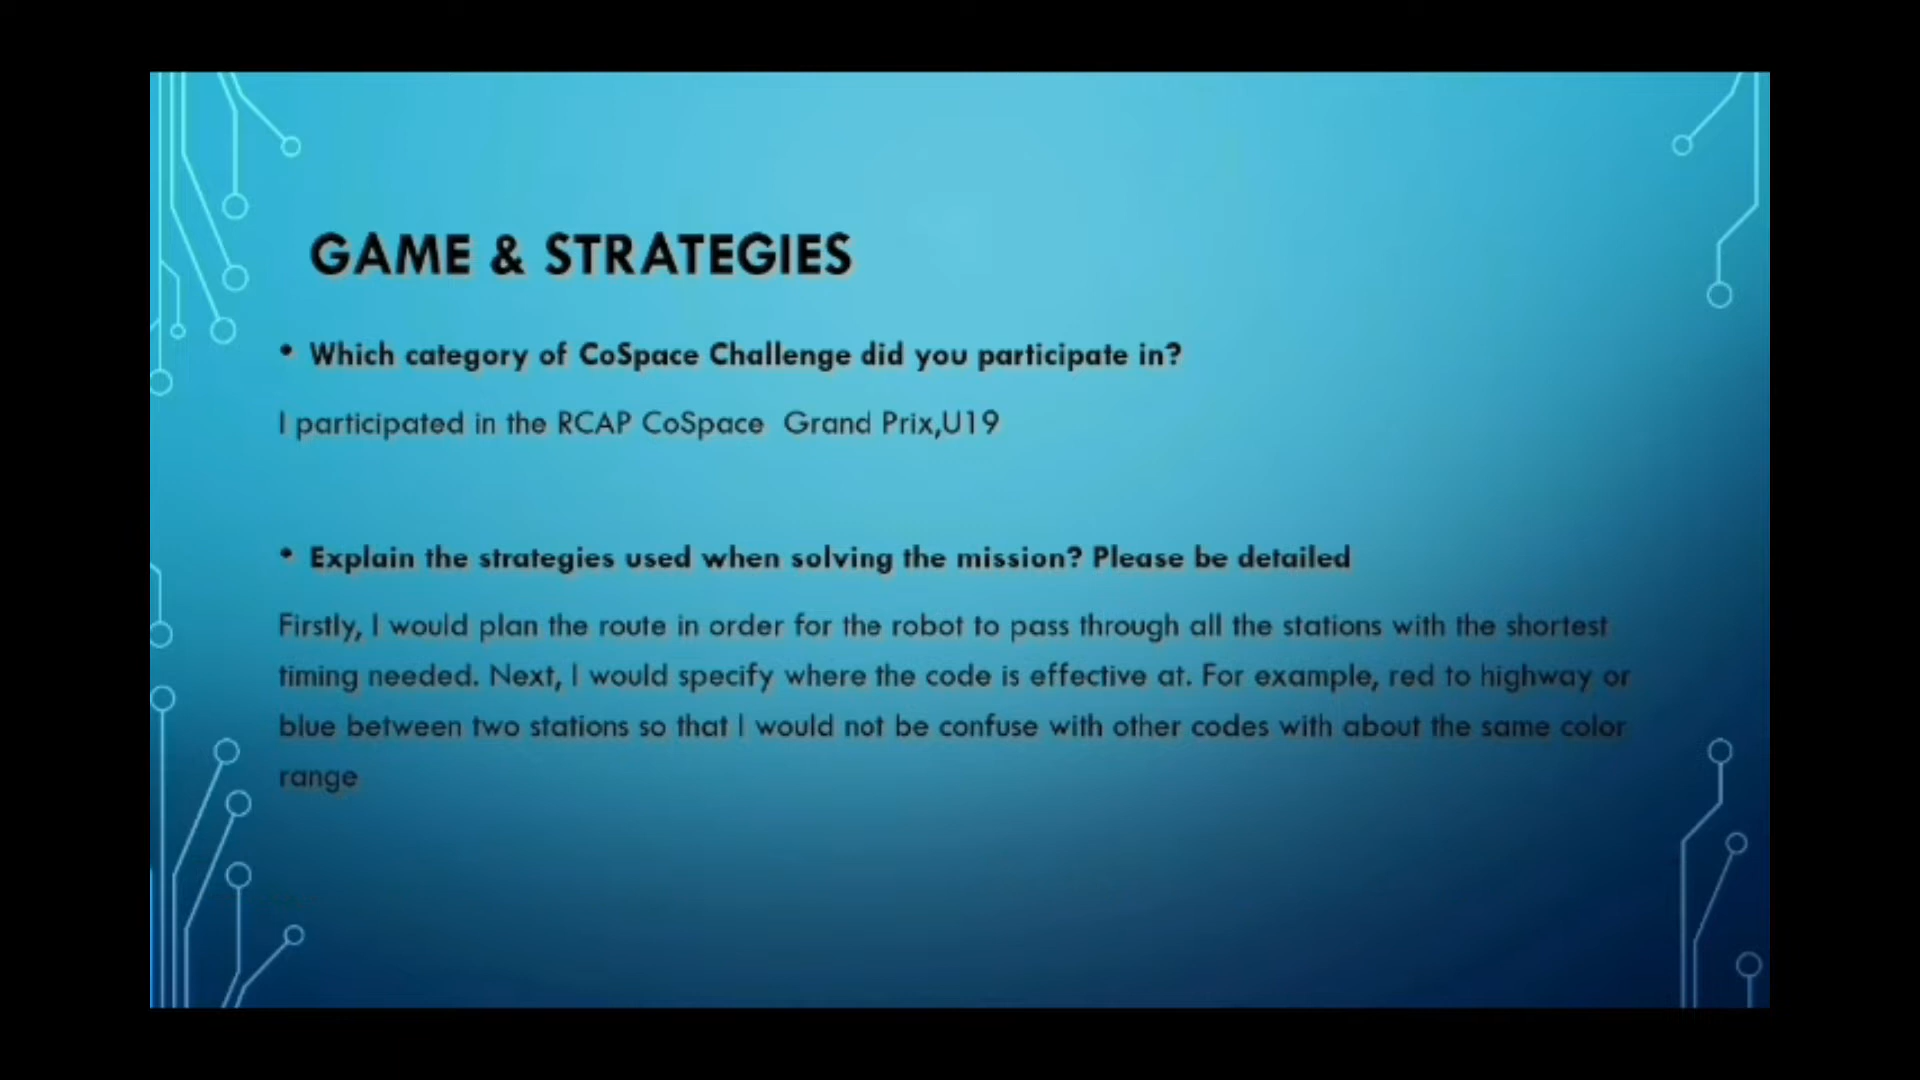 GAME & STRATEGIES
• Which category of CoSpace Challenge did you participate in?
I participated in the RCAP CoSpace  Grand Prix,U19
• Explain the strategies used when solving the mission? Please be detailed
Firstly, I would plan the route in order for the robot to pass through all the stations with the shortest
timing needed. Next, I would specify where the code is effective at. For example, red to highway or
blue between two stations so that I would not be confuse with other codes with about the same color
range